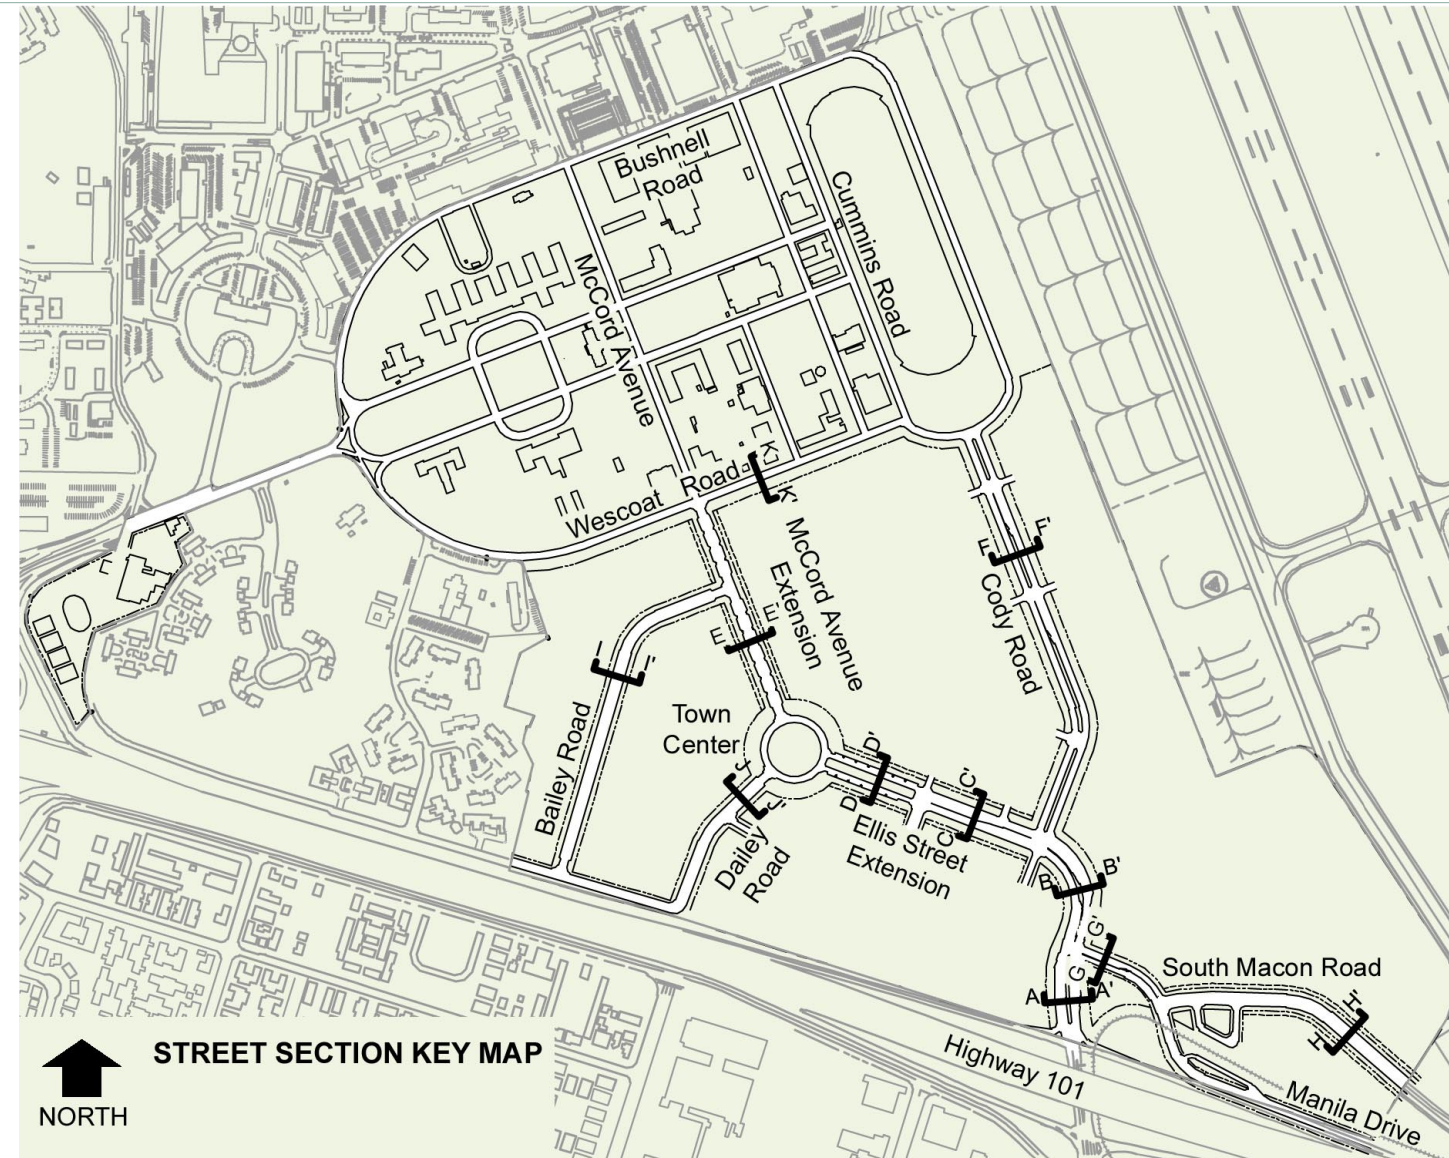 Bushnell
Road
Cummins Road
McCord Avenue
K
K'
Wescoat Road
F
F'
McCord Avenue
Extension
Cody Road
E
E'
I
I'
Town
Center
D'
D
J
J'
C'
C
Bailey Road
Ellis Street
Extension
Dailey
Road
B
B'
G'
G
South Macon Road
A
A'
H'
H
STREET SECTION KEY MAP
Highway 101
Manila Drive
NORTH